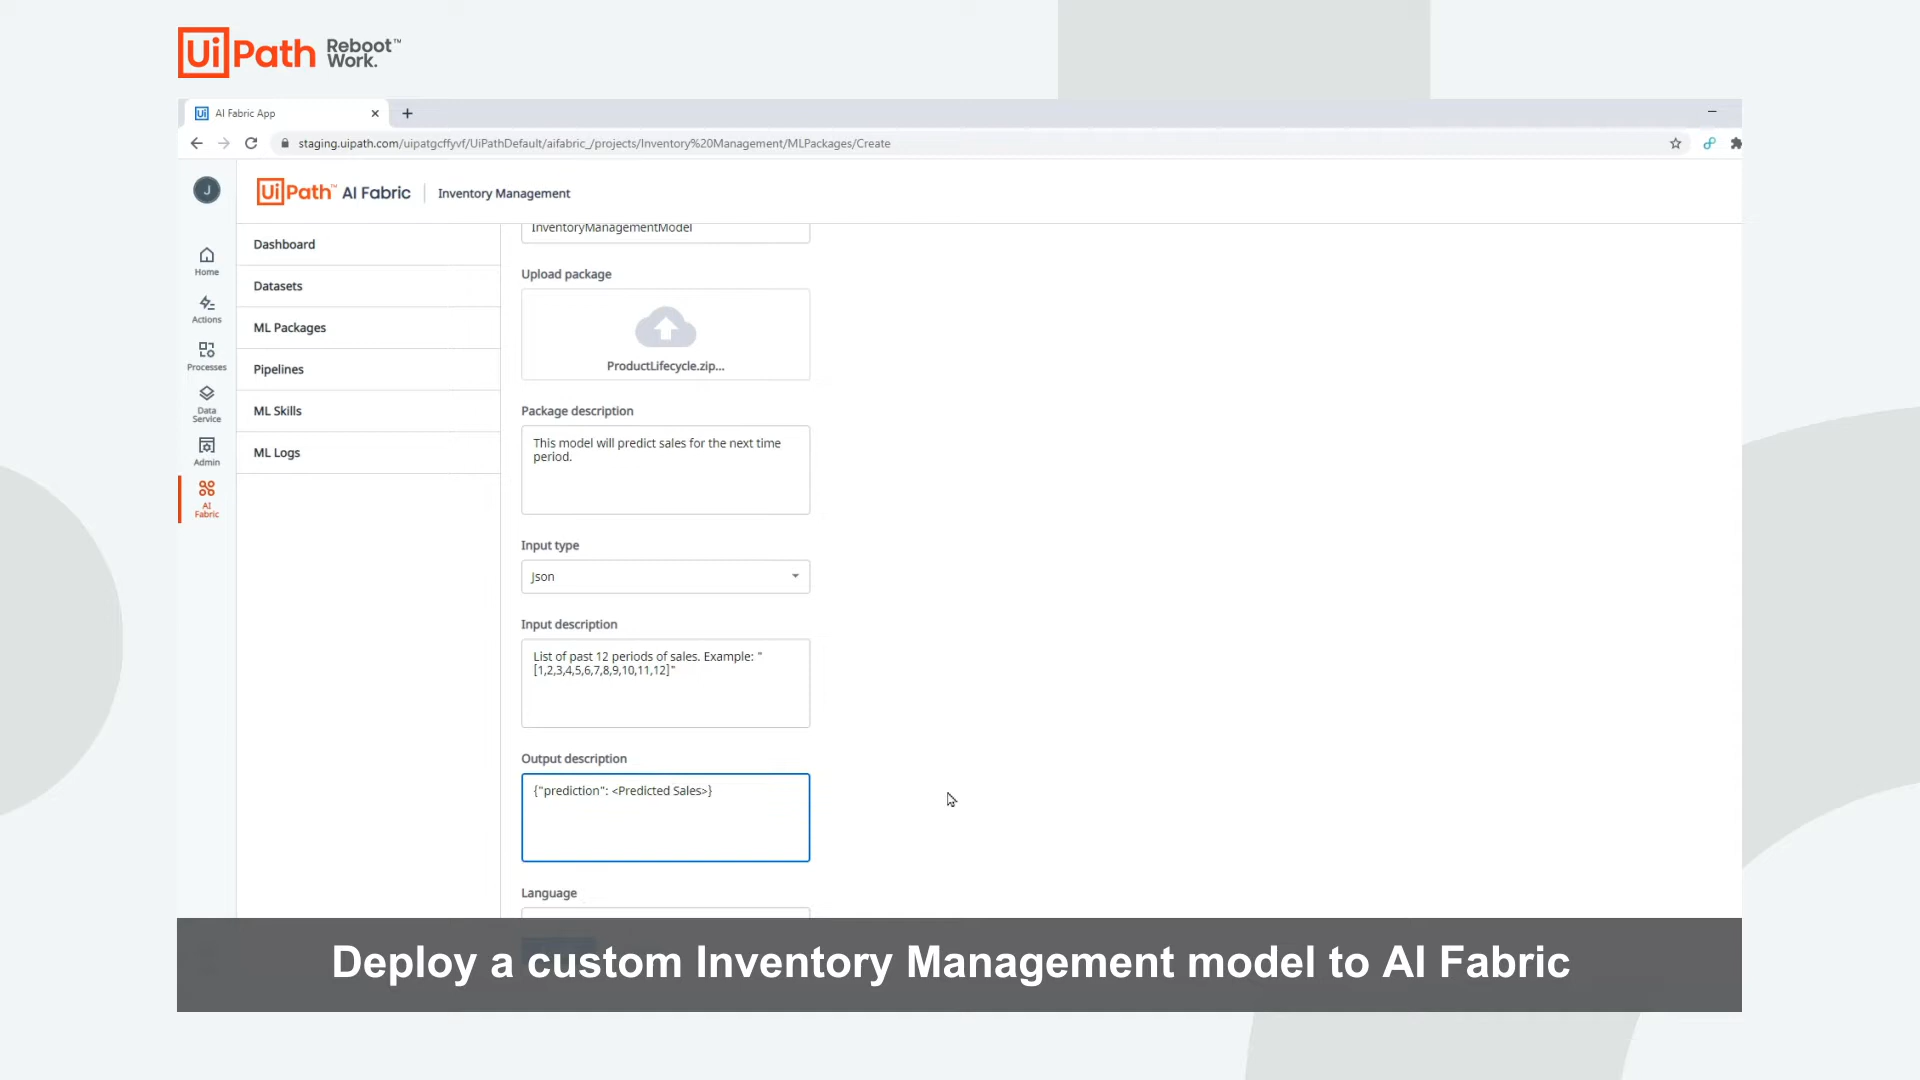 UiPath Reboot Work.™
AI Fabric App
staging.uipath.com/uipatgcffyvf/UiPathDefault/aifabric_/projects/Inventory%20Management/MLPackages/Create
J
UiPath™ AI Fabric
Inventory Management
Home
Actions
Processes
Data
Service
Admin
AI
Fabric
Dashboard
Datasets
ML Packages
Pipelines
ML Skills
ML Logs
InventoryManagementModel
Upload package
ProductLifecycle.zip...
Package description
This model will predict sales for the next time
period.
Input type
Json
Input description
List of past 12 periods of sales. Example: "
[1,2,3,4,5,6,7,8,9,10,11,12]"
Output description
{"prediction": <Predicted Sales>}
Language
Deploy a custom Inventory Management model to AI Fabric